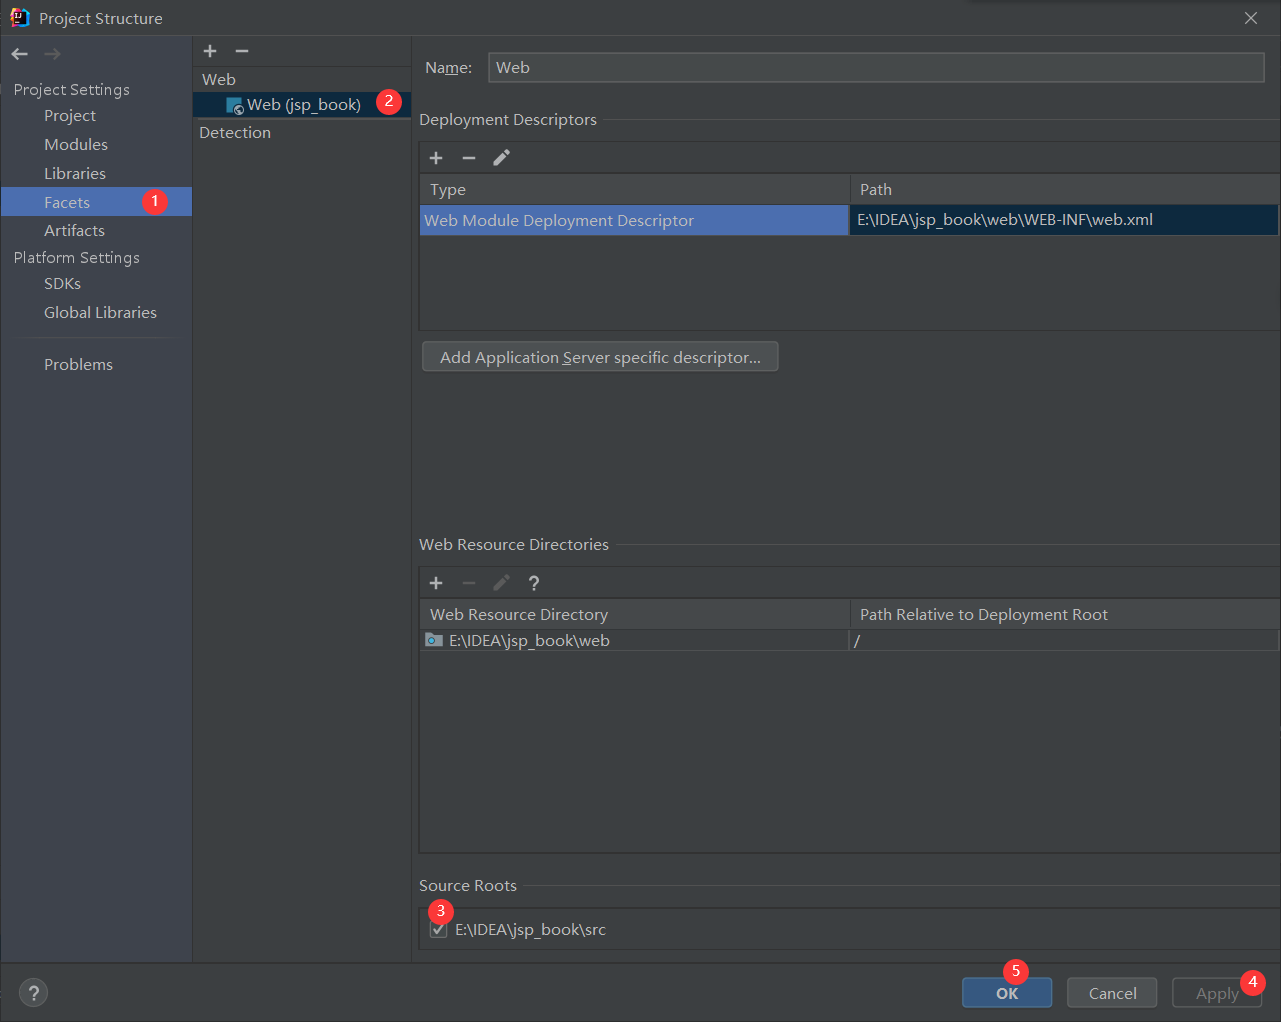 Project Structure
Project Settings
Project
Modules
Libraries
Facets 1
Artifacts
Platform Settings
SDKs
Global Libraries
Problems
Web
Web (jsp_book) 2
Detection
Name: Web
Deployment Descriptors
Type Path
Web Module Deployment Descriptor E:\IDEA\jsp_book\web\WEB-INF\web.xml
Add Application Server specific descriptor...
Web Resource Directories
?
Web Resource Directory Path Relative to Deployment Root
E:\IDEA\jsp_book\web /
Source Roots
3
E:\IDEA\jsp_book\src
5
? OK Cancel Apply 4